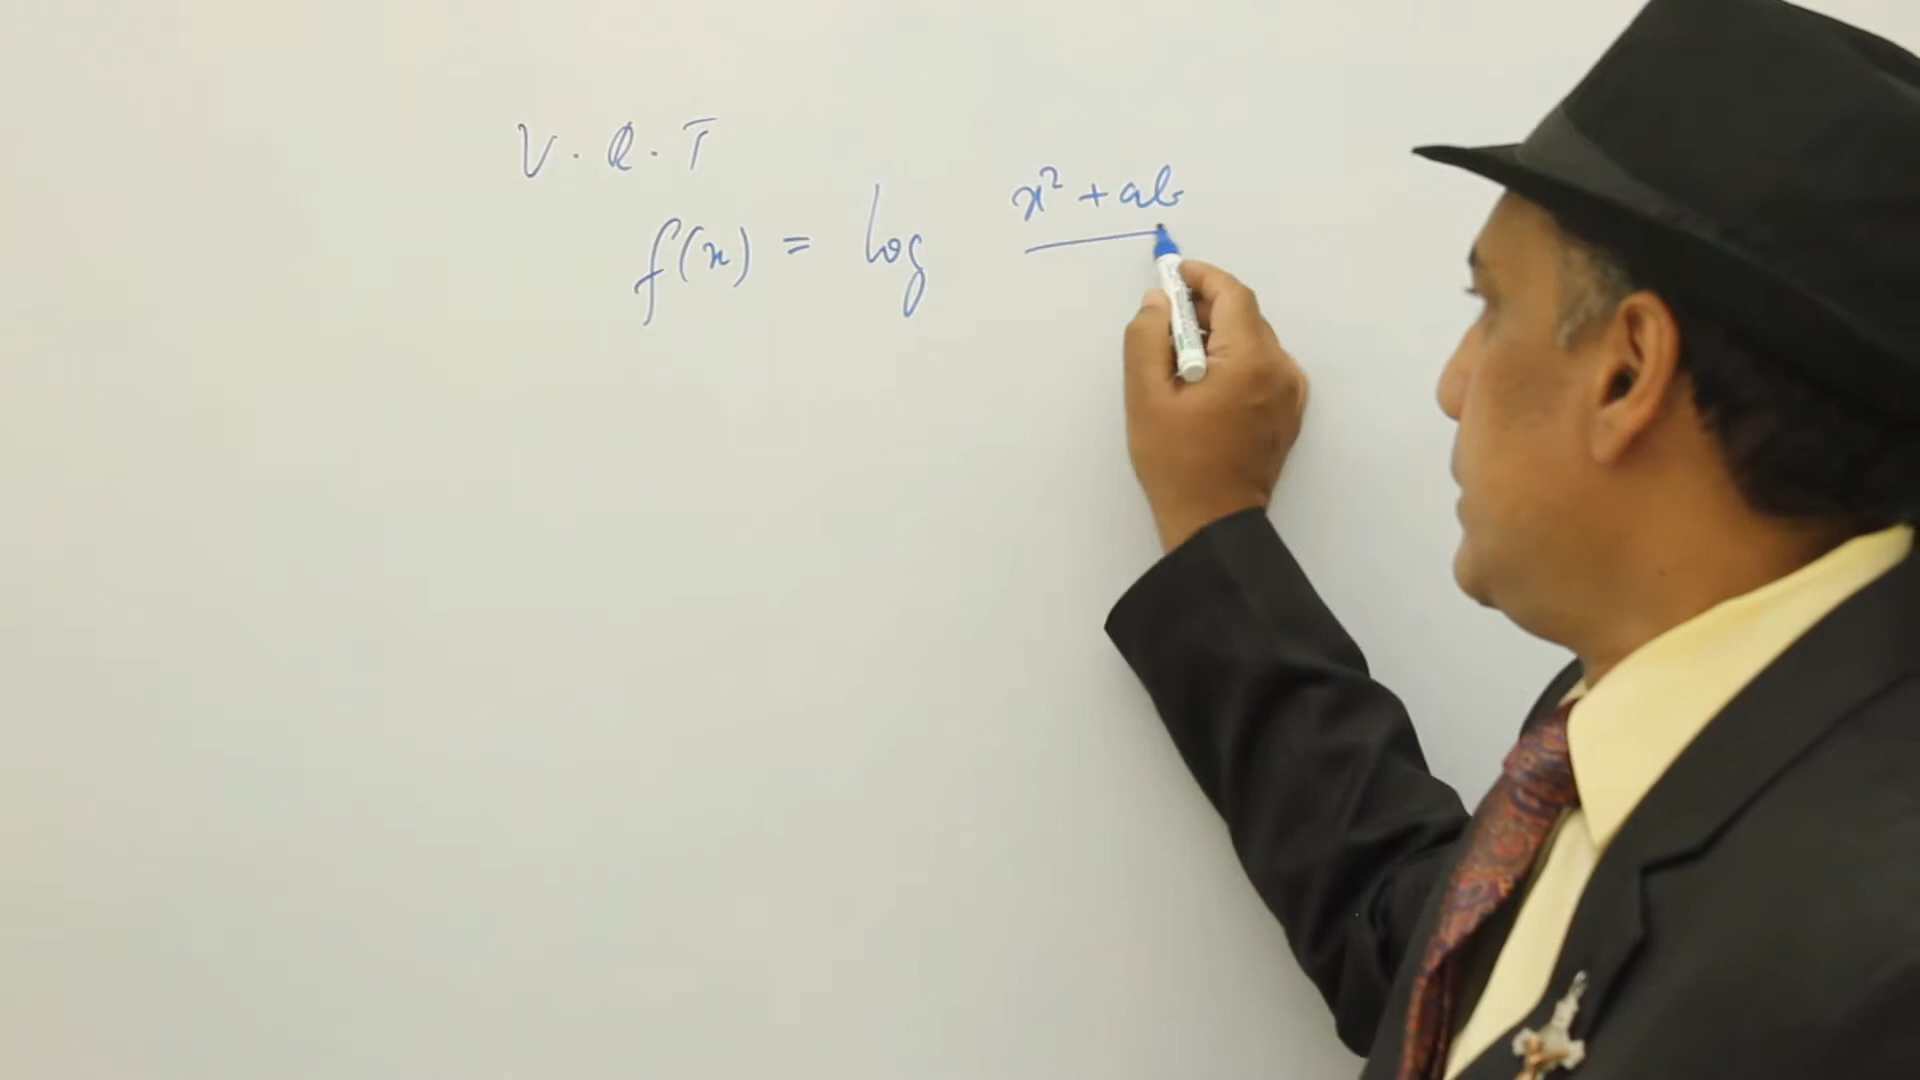 V. R. T
f(x) = log (x² + ab)/